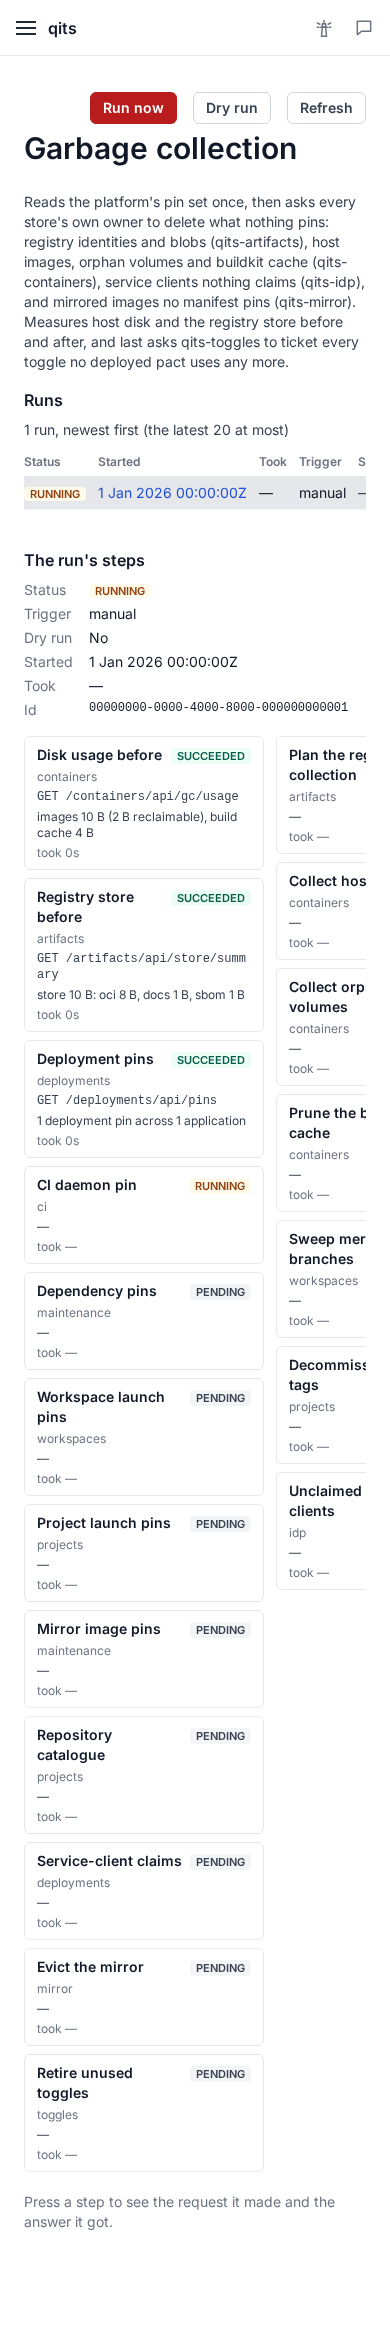 qits
Run now
Dry run
Refresh
Garbage collection
Reads the platform's pin set once, then asks every
store's own owner to delete what nothing pins:
registry identities and blobs (qits-artifacts), host
images, orphan volumes and buildkit cache (qits-
containers), service clients nothing claims (qits-idp),
and mirrored images no manifest pins (qits-mirror).
Measures host disk and the registry store before
and after, and last asks qits-toggles to ticket every
toggle no deployed pact uses any more.
Runs
1 run, newest first (the latest 20 at most)
Status Started Took Trigger S
RUNNING 1 Jan 2026 00:00:00Z — manual —
The run's steps
Status RUNNING
Trigger manual
Dry run No
Started 1 Jan 2026 00:00:00Z
Took —
Id 00000000-0000-4000-8000-000000000001
Disk usage before SUCCEEDED
containers
GET /containers/api/gc/usage
images 10 B (2 B reclaimable), build
cache 4 B
took 0s
Registry store SUCCEEDED
before
artifacts
GET /artifacts/api/store/summ
ary
store 10 B: oci 8 B, docs 1 B, sbom 1 B
took 0s
Deployment pins SUCCEEDED
deployments
GET /deployments/api/pins
1 deployment pin across 1 application
took 0s
CI daemon pin RUNNING
ci
—
took —
Dependency pins PENDING
maintenance
—
took —
Workspace launch PENDING
pins
workspaces
—
took —
Project launch pins PENDING
projects
—
took —
Mirror image pins PENDING
maintenance
—
took —
Repository PENDING
catalogue
projects
—
took —
Service-client claims PENDING
deployments
—
took —
Evict the mirror PENDING
mirror
—
took —
Retire unused PENDING
toggles
toggles
—
took —
Plan the reg
collection
artifacts
—
took —
Collect hos
containers
—
took —
Collect orp
volumes
containers
—
took —
Prune the b
cache
containers
—
took —
Sweep mer
branches
workspaces
—
took —
Decommiss
tags
projects
—
took —
Unclaimed
clients
idp
—
took —
Press a step to see the request it made and the
answer it got.